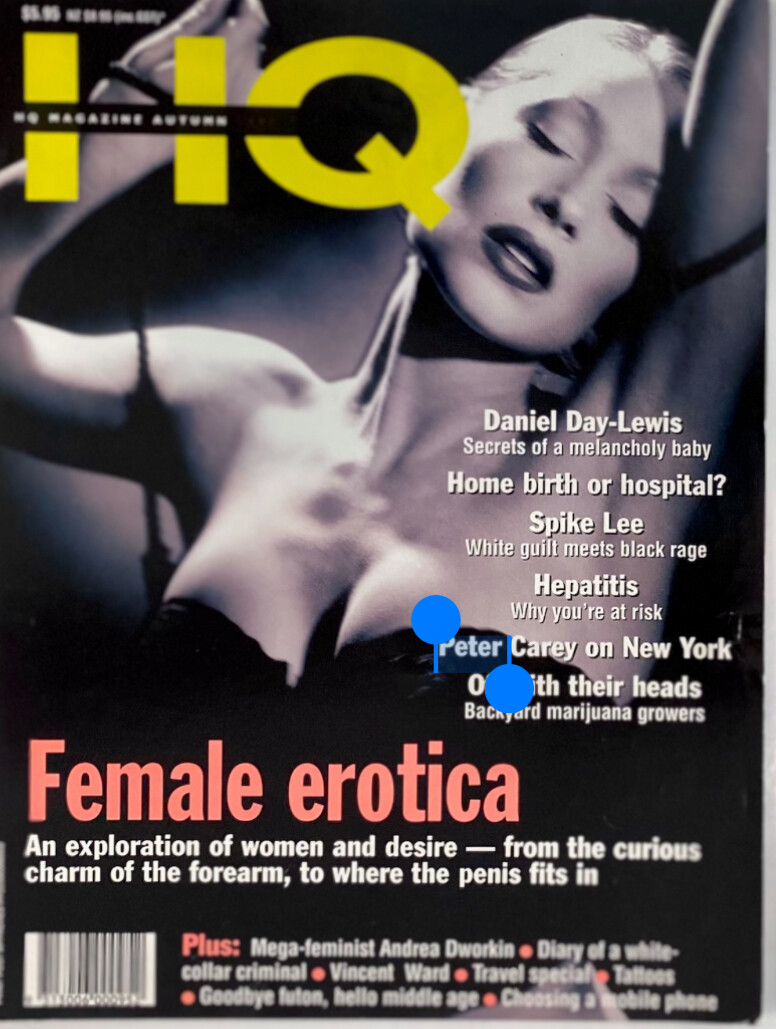 $5.95 NZ $6.95 (inc GST)*
HQ
HQ MAGAZINE AUTUMN
Daniel Day-Lewis
Secrets of a melancholy baby
Home birth or hospital?
Spike Lee
White guilt meets black rage
Hepatitis
Why you're at risk
Peter Carey on New York
ith their heads
Backyard marijuana growers
Female erotica
An exploration of women and desire — from the curious
charm of the forearm, to where the penis fits in
Plus: Mega-feminist Andrea Dworkin • Diary of a white-
collar criminal • Vincent Ward • Travel special • Tattoos
• Goodbye futon, hello middle age • Choosing a mobile phone